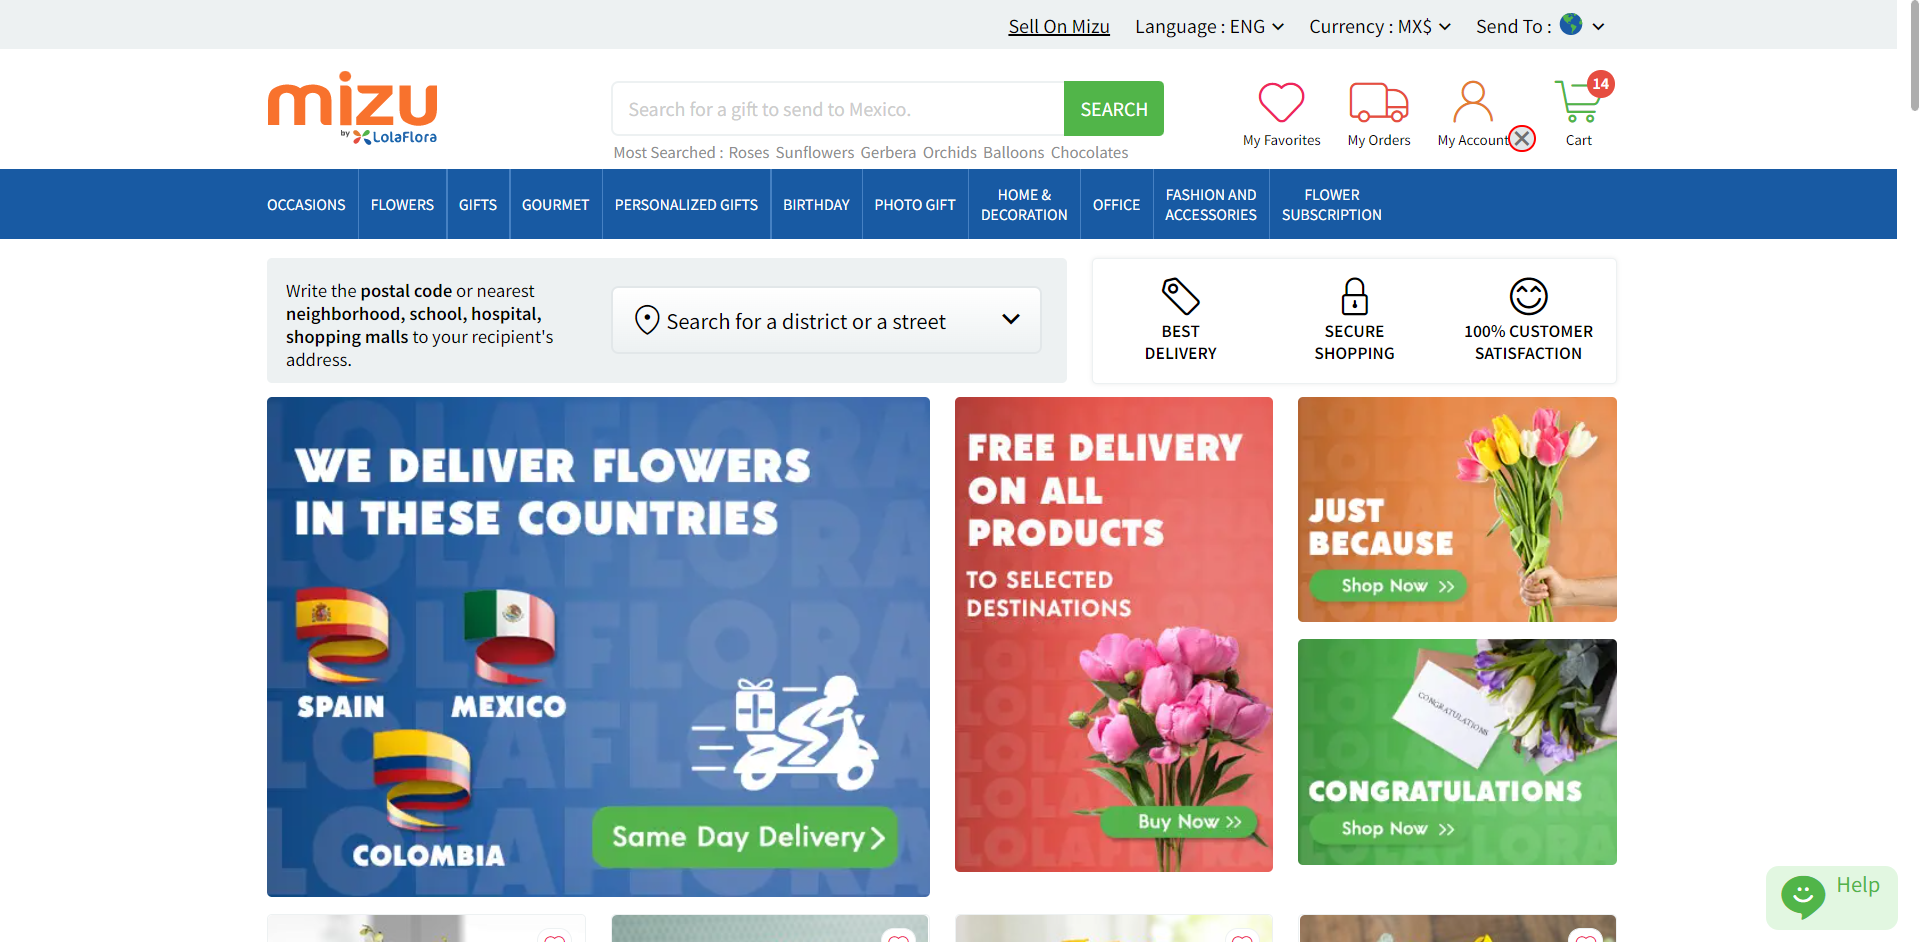 Sell On Mizu Language : ENG Currency : MX$ Send To :
mizu
by LolaFlora
Search for a gift to send to Mexico. SEARCH
Most Searched : Roses Sunflowers Gerbera Orchids Balloons Chocolates
My Favorites My Orders My Account 14 Cart
OCCASIONS FLOWERS GIFTS GOURMET PERSONALIZED GIFTS BIRTHDAY PHOTO GIFT HOME & DECORATION OFFICE FASHION AND ACCESSORIES FLOWER SUBSCRIPTION
Write the postal code or nearest
neighborhood, school, hospital,
shopping malls to your recipient's
address.
Search for a district or a street
BEST
DELIVERY
SECURE
SHOPPING
100% CUSTOMER
SATISFACTION
WE DELIVER FLOWERS
IN THESE COUNTRIES
SPAIN MEXICO
COLOMBIA
Same Day Delivery
FREE DELIVERY
ON ALL
PRODUCTS
TO SELECTED
DESTINATIONS
Buy Now >>
JUST
BECAUSE
Shop Now >>
CONGRATULATIONS
CONGRATULATIONS
Shop Now >>
Help